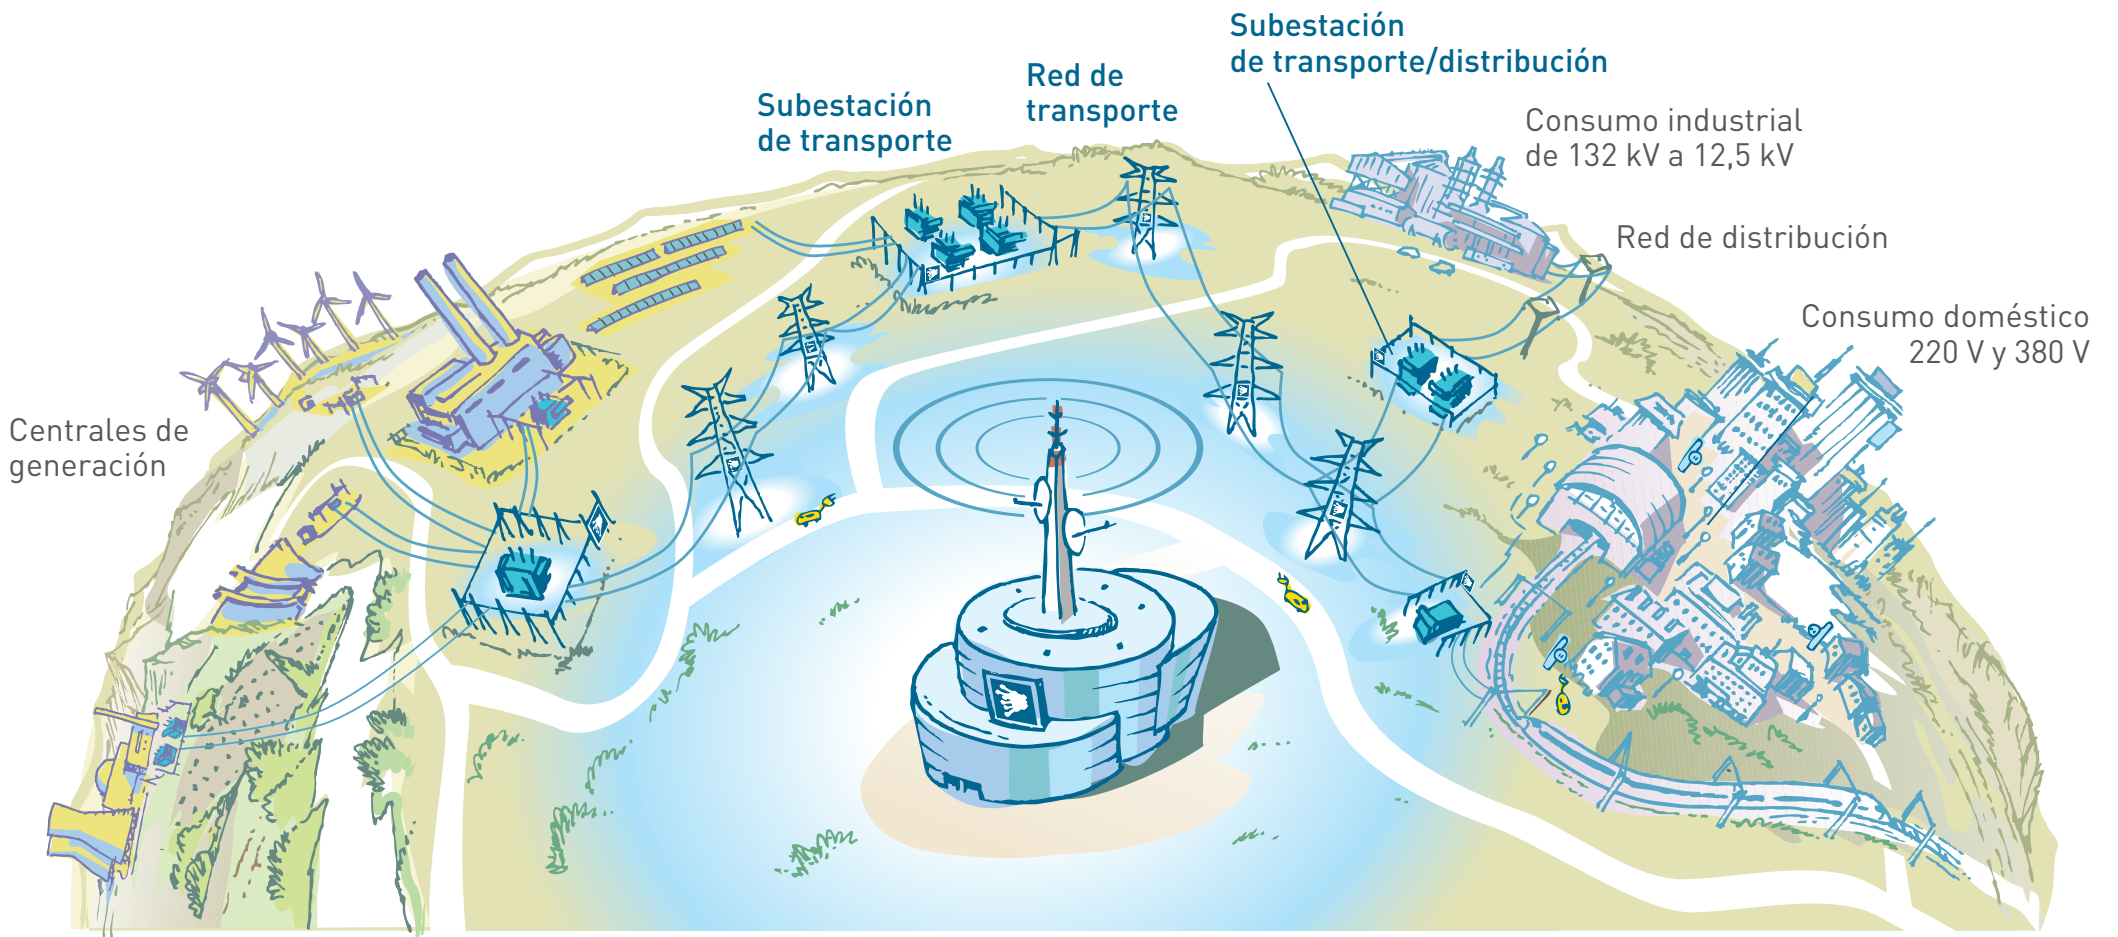 Subestación
de transporte/distribución
Red de
transporte
Subestación
de transporte
Consumo industrial
de 132 kV a 12,5 kV
Red de distribución
Consumo doméstico
220 V y 380 V
Centrales de
generación